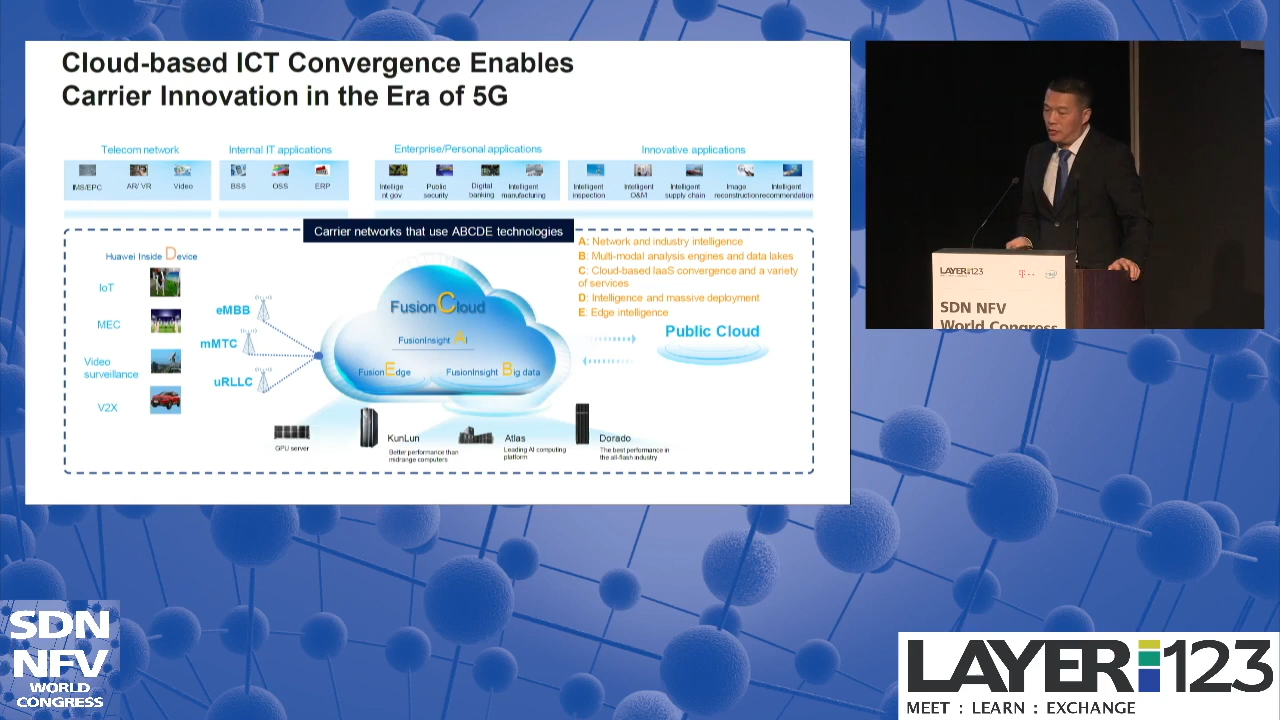 Cloud-based ICT Convergence Enables
Carrier Innovation in the Era of 5G
Telecom network
Internal IT applications
Enterprise/Personal applications
Innovative applications
IMS/EPC
AR/ VR
Video
BSS
OSS
ERP
Intellige
nt gov
Public
security
Digital
banking
Intelligent
manufacturing
Intelligent
inspection
Intelligent
O&M
Intelligent
supply chain
Image
reconstruction
Intelligent
recommendation
Carrier networks that use ABCDE technologies
A: Network and industry intelligence
B: Multi-modal analysis engines and data lakes
C: Cloud-based IaaS convergence and a variety
of services
D: Intelligence and massive deployment
E: Edge intelligence
Huawei Inside Device
IoT
MEC
Video
surveillance
V2X
eMBB
mMTC
uRLLC
FusionCloud
FusionInsight AI
FusionEdge
FusionInsight Big data
Public Cloud
GPU server
KunLun
Better performance than
midrange computers
Atlas
Leading AI computing
platform
Dorado
The best performance in
the all-flash industry
LAYER123
T
intel
SDN NFV
World Congress
SDN
NFV
WORLD
CONGRESS
LAYER123
MEET : LEARN : EXCHANGE